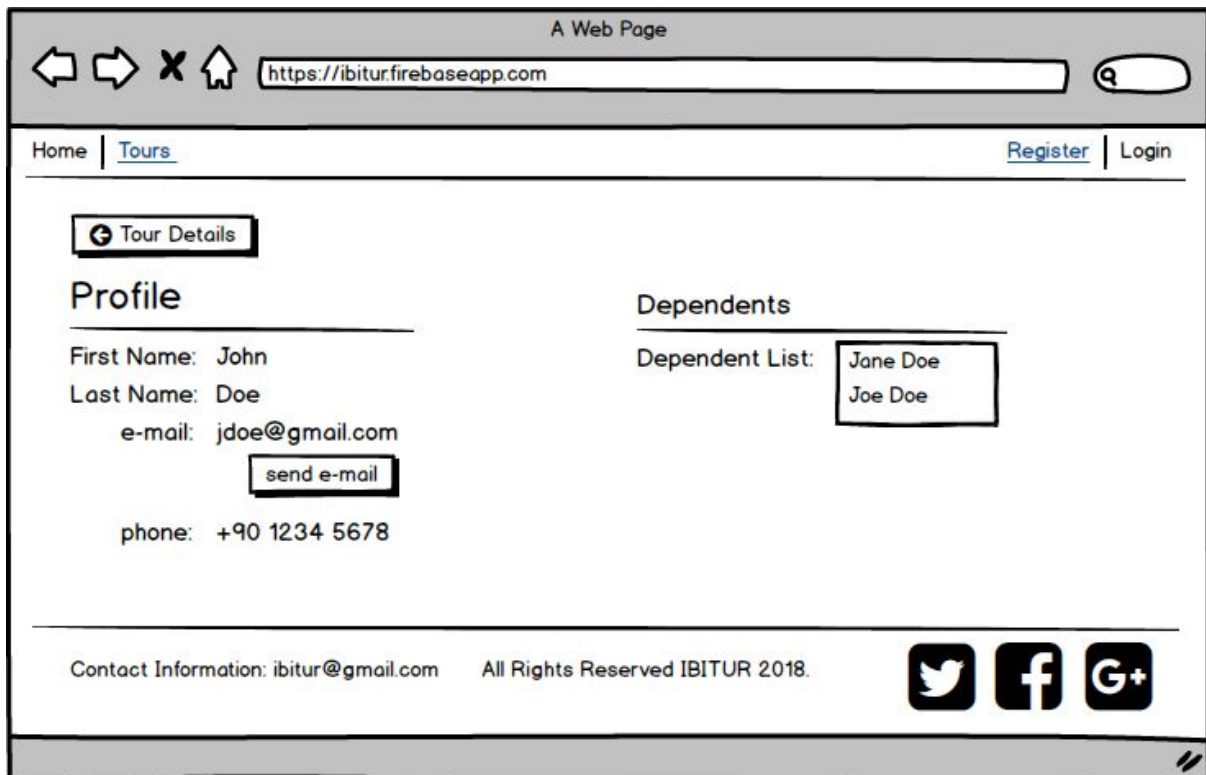 A Web Page
https://ibitur.firebaseapp.com
Home Tours Register Login
Tour Details
Profile
First Name: John
Last Name: Doe
e-mail: jdoe@gmail.com
send e-mail
phone: +90 1234 5678
Dependents
Dependent List: Jane Doe
Joe Doe
Contact Information: ibitur@gmail.com All Rights Reserved IBITUR 2018.
G+